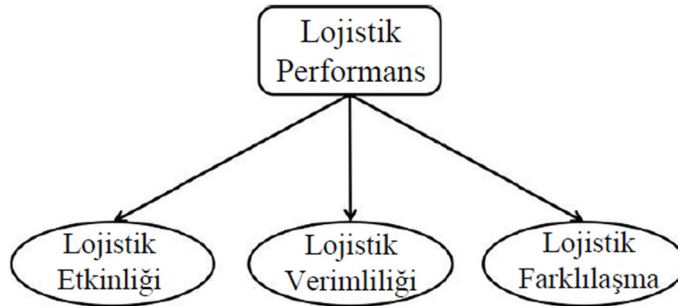 Lojistik
Performans
Lojistik
Etkinliği
Lojistik
Verimliliği
Lojistik
Farklılaşma